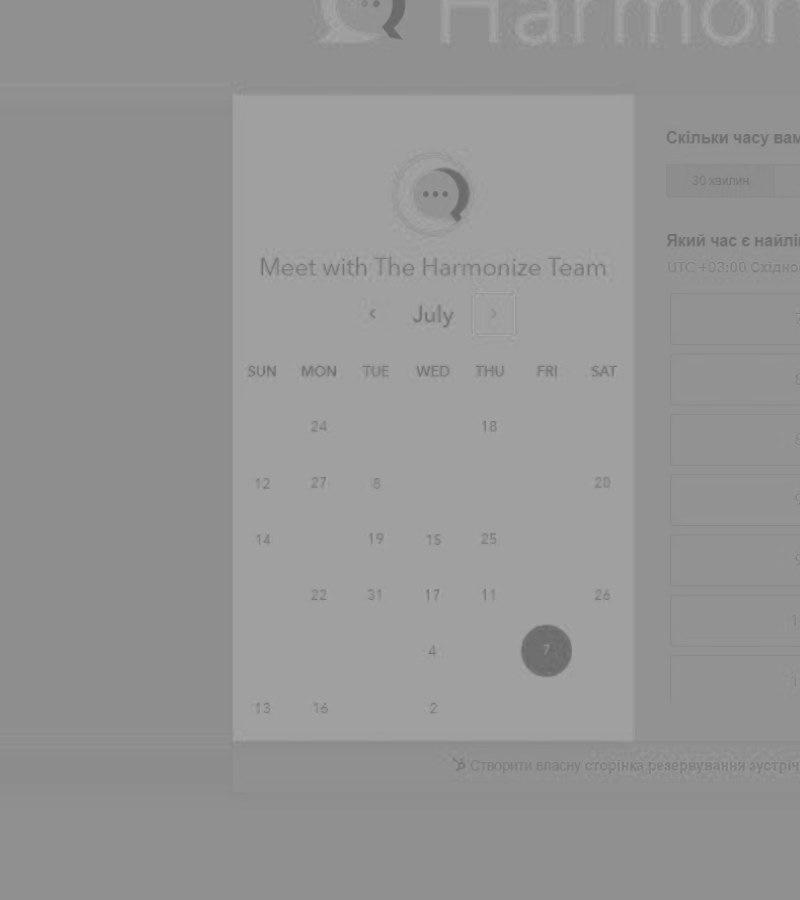 Harmon
Скільки часу вам
30 хвилин
Який час є найлі
UTC +03:00 Східно
Meet with The Harmonize Team
July
SUN MON TUE WED THU FRI SAT
24 18
12 27 8 20
14 19 15 25
22 31 17 11 26
4 7
13 16 2
Створити власну сторінка резервування зустріч